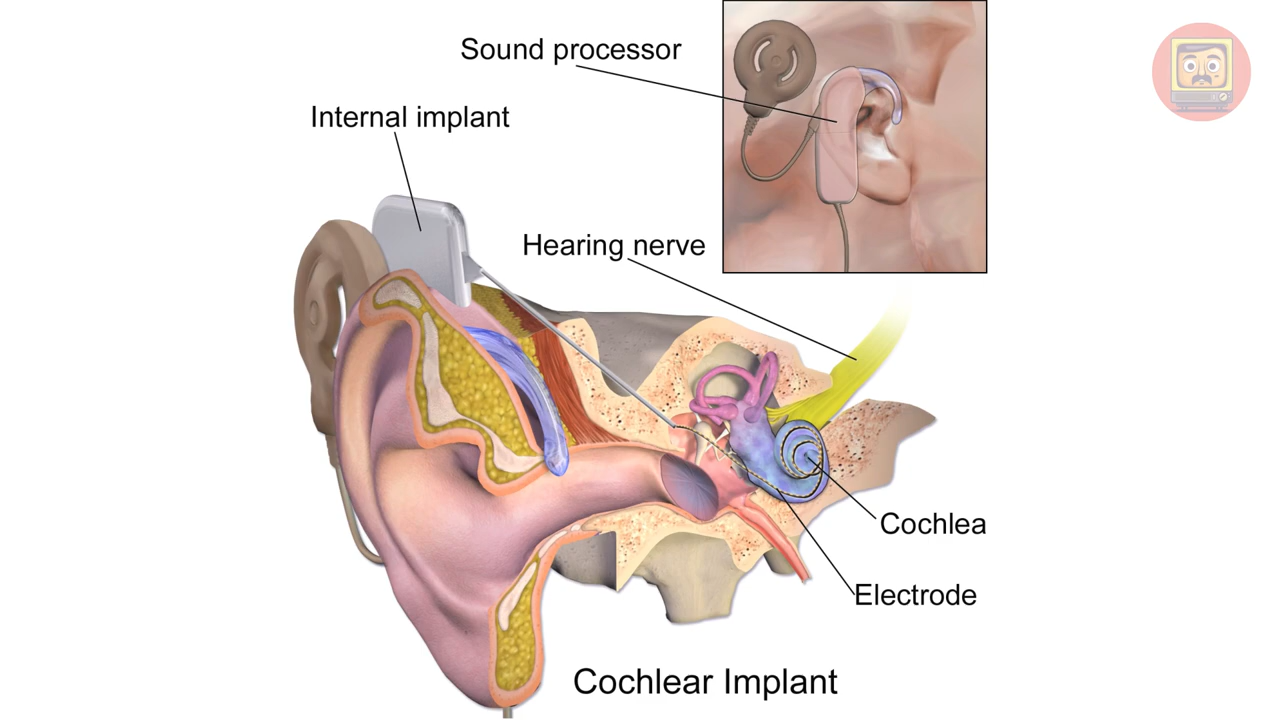 Sound processor
Internal implant
Hearing nerve
Cochlea
Electrode
Cochlear Implant